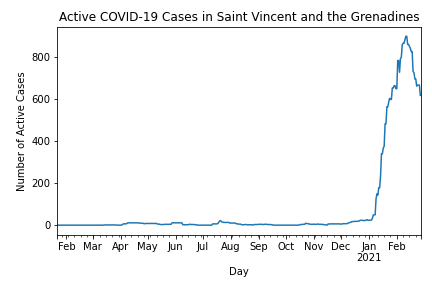 Active COVID-19 Cases in Saint Vincent and the Grenadines
Number of Active Cases
800
600
400
200
0
Feb Mar Apr May Jun Jul Aug Sep Oct Nov Dec Jan Feb
2021
Day